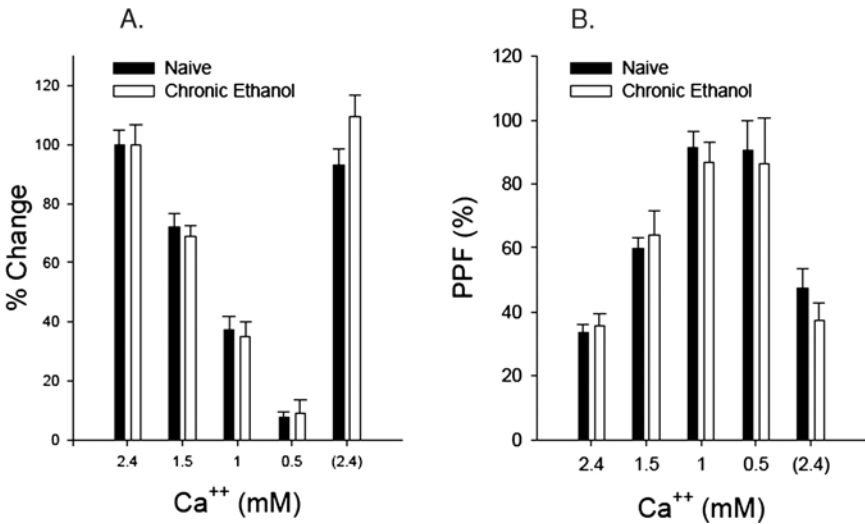 A.
Naive
Chronic Ethanol
% Change
120
100
80
60
40
20
0
2.4 1.5 1 0.5 (2.4)
Ca++ (mM)
B.
Naive
Chronic Ethanol
PPF (%)
120
100
80
60
40
20
0
2.4 1.5 1 0.5 (2.4)
Ca++ (mM)